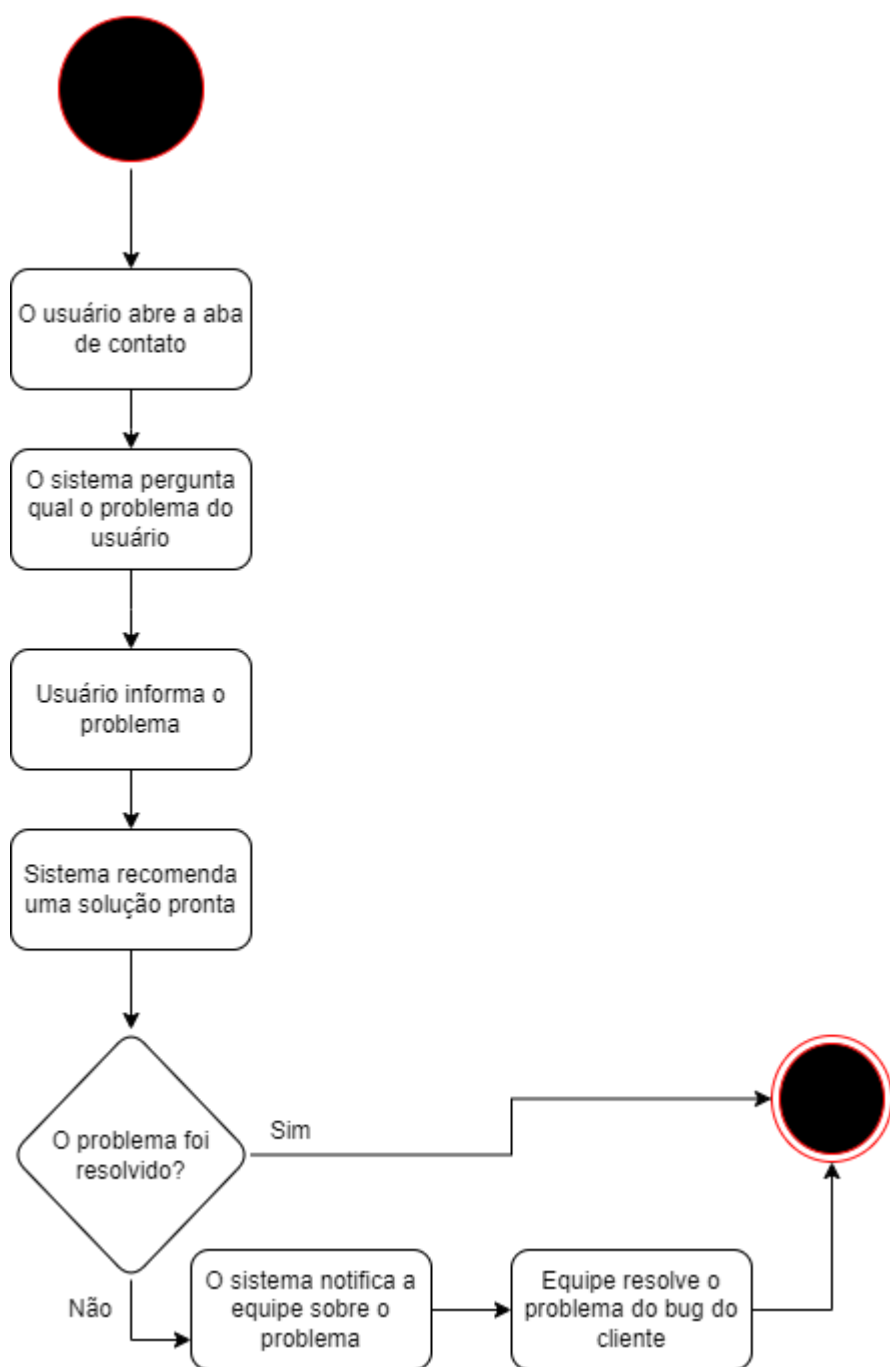 O usuário abre a aba
de contato
O sistema pergunta
qual o problema do
usuário
Usuário informa o
problema
Sistema recomenda
uma solução pronta
O problema foi
resolvido?
Sim
Não
O sistema notifica a
equipe sobre o
problema
Equipe resolve o
problema do bug do
cliente